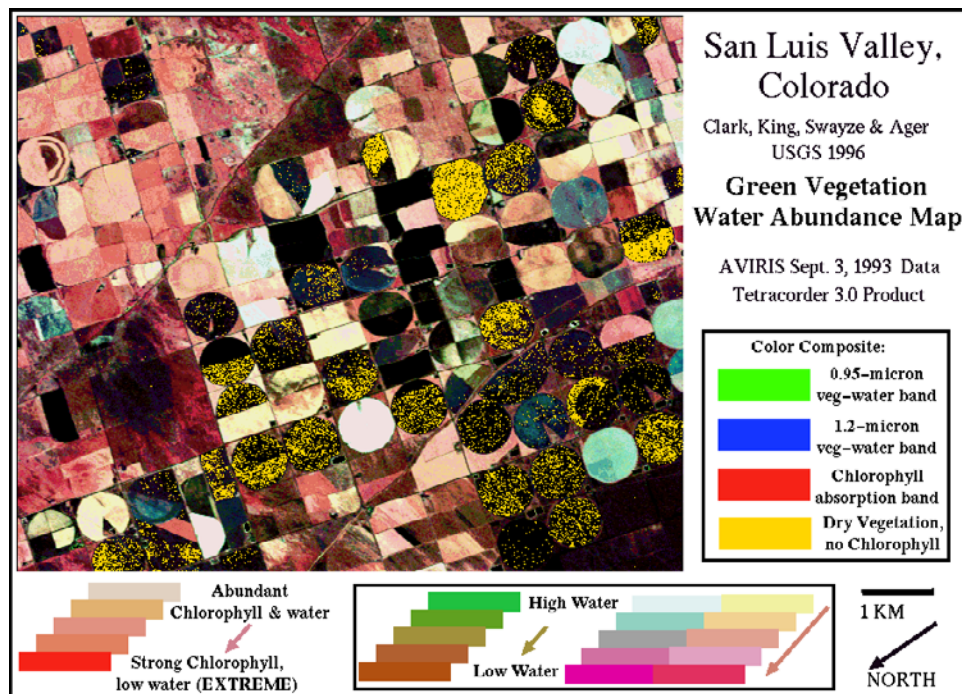 San Luis Valley,
Colorado
Clark, King, Swayze & Ager
USGS 1996
Green Vegetation
Water Abundance Map
AVIRIS Sept. 3, 1993 Data
Tetracorder 3.0 Product
Color Composite:
0.95-micron
veg-water band
1.2-micron
veg-water band
Chlorophyll
absorption band
Dry Vegetation,
no Chlorophyll
Abundant
Chlorophyll & water
Strong Chlorophyll,
low water (EXTREME)
High Water
Low Water
1 KM
NORTH